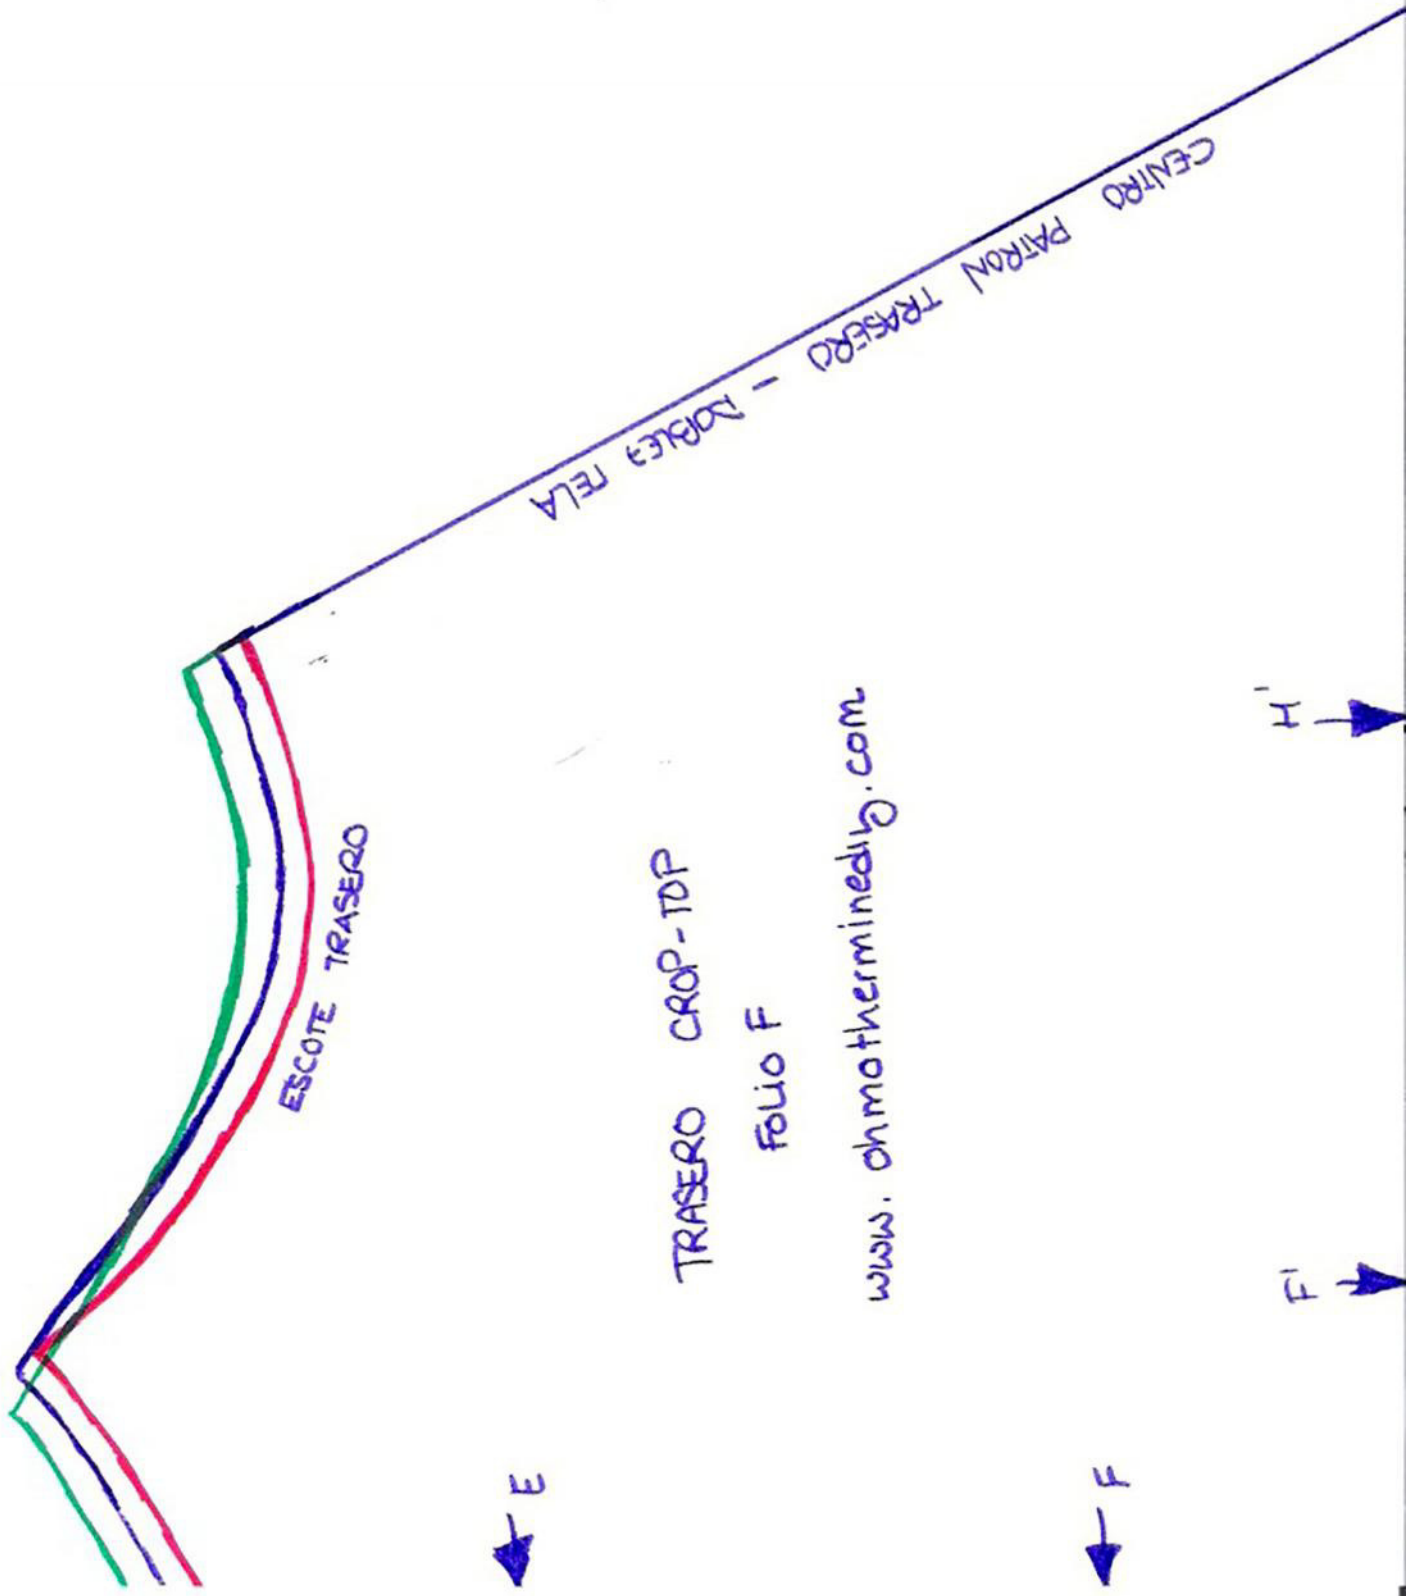 CENTRO PATRON TRASERO - DOBLEZ TELA
ESCOTE TRASERO
TRASERO CROP-TOP
FOLIO F
www.ohmotherminediy.com
H'
F'
E
F